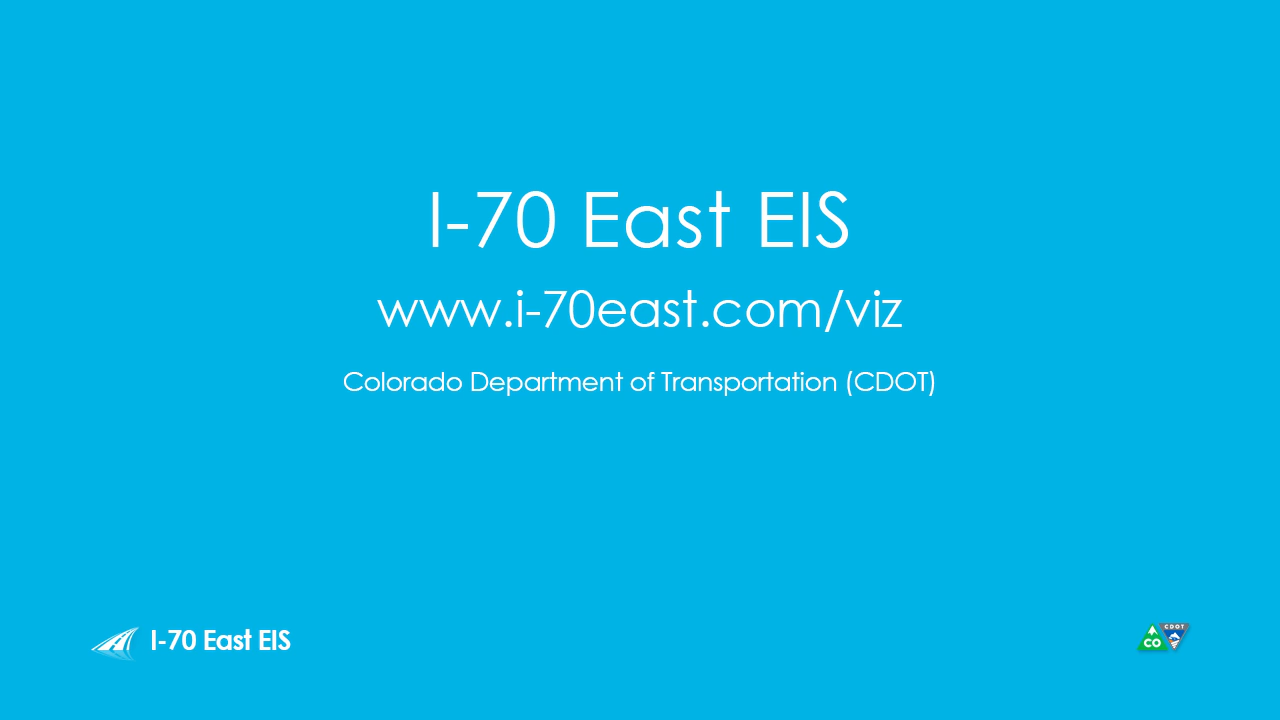 I-70 East EIS
www.i-70east.com/viz
Colorado Department of Transportation (CDOT)
I-70 East EIS
CO
CDOT